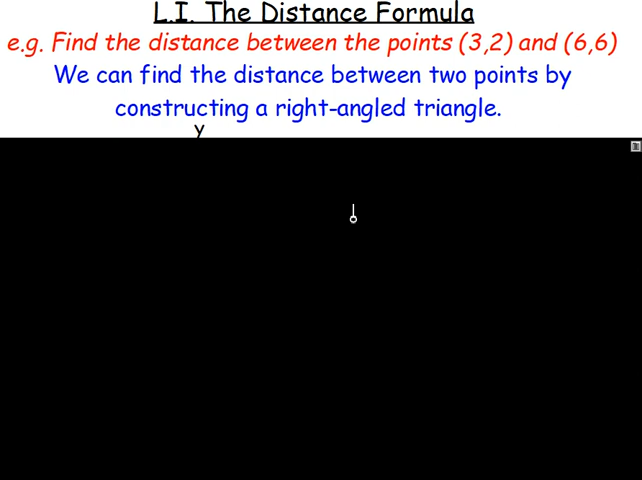 L.I. The Distance Formula
e.g. Find the distance between the points (3,2) and (6,6)
We can find the distance between two points by
constructing a right-angled triangle.
y